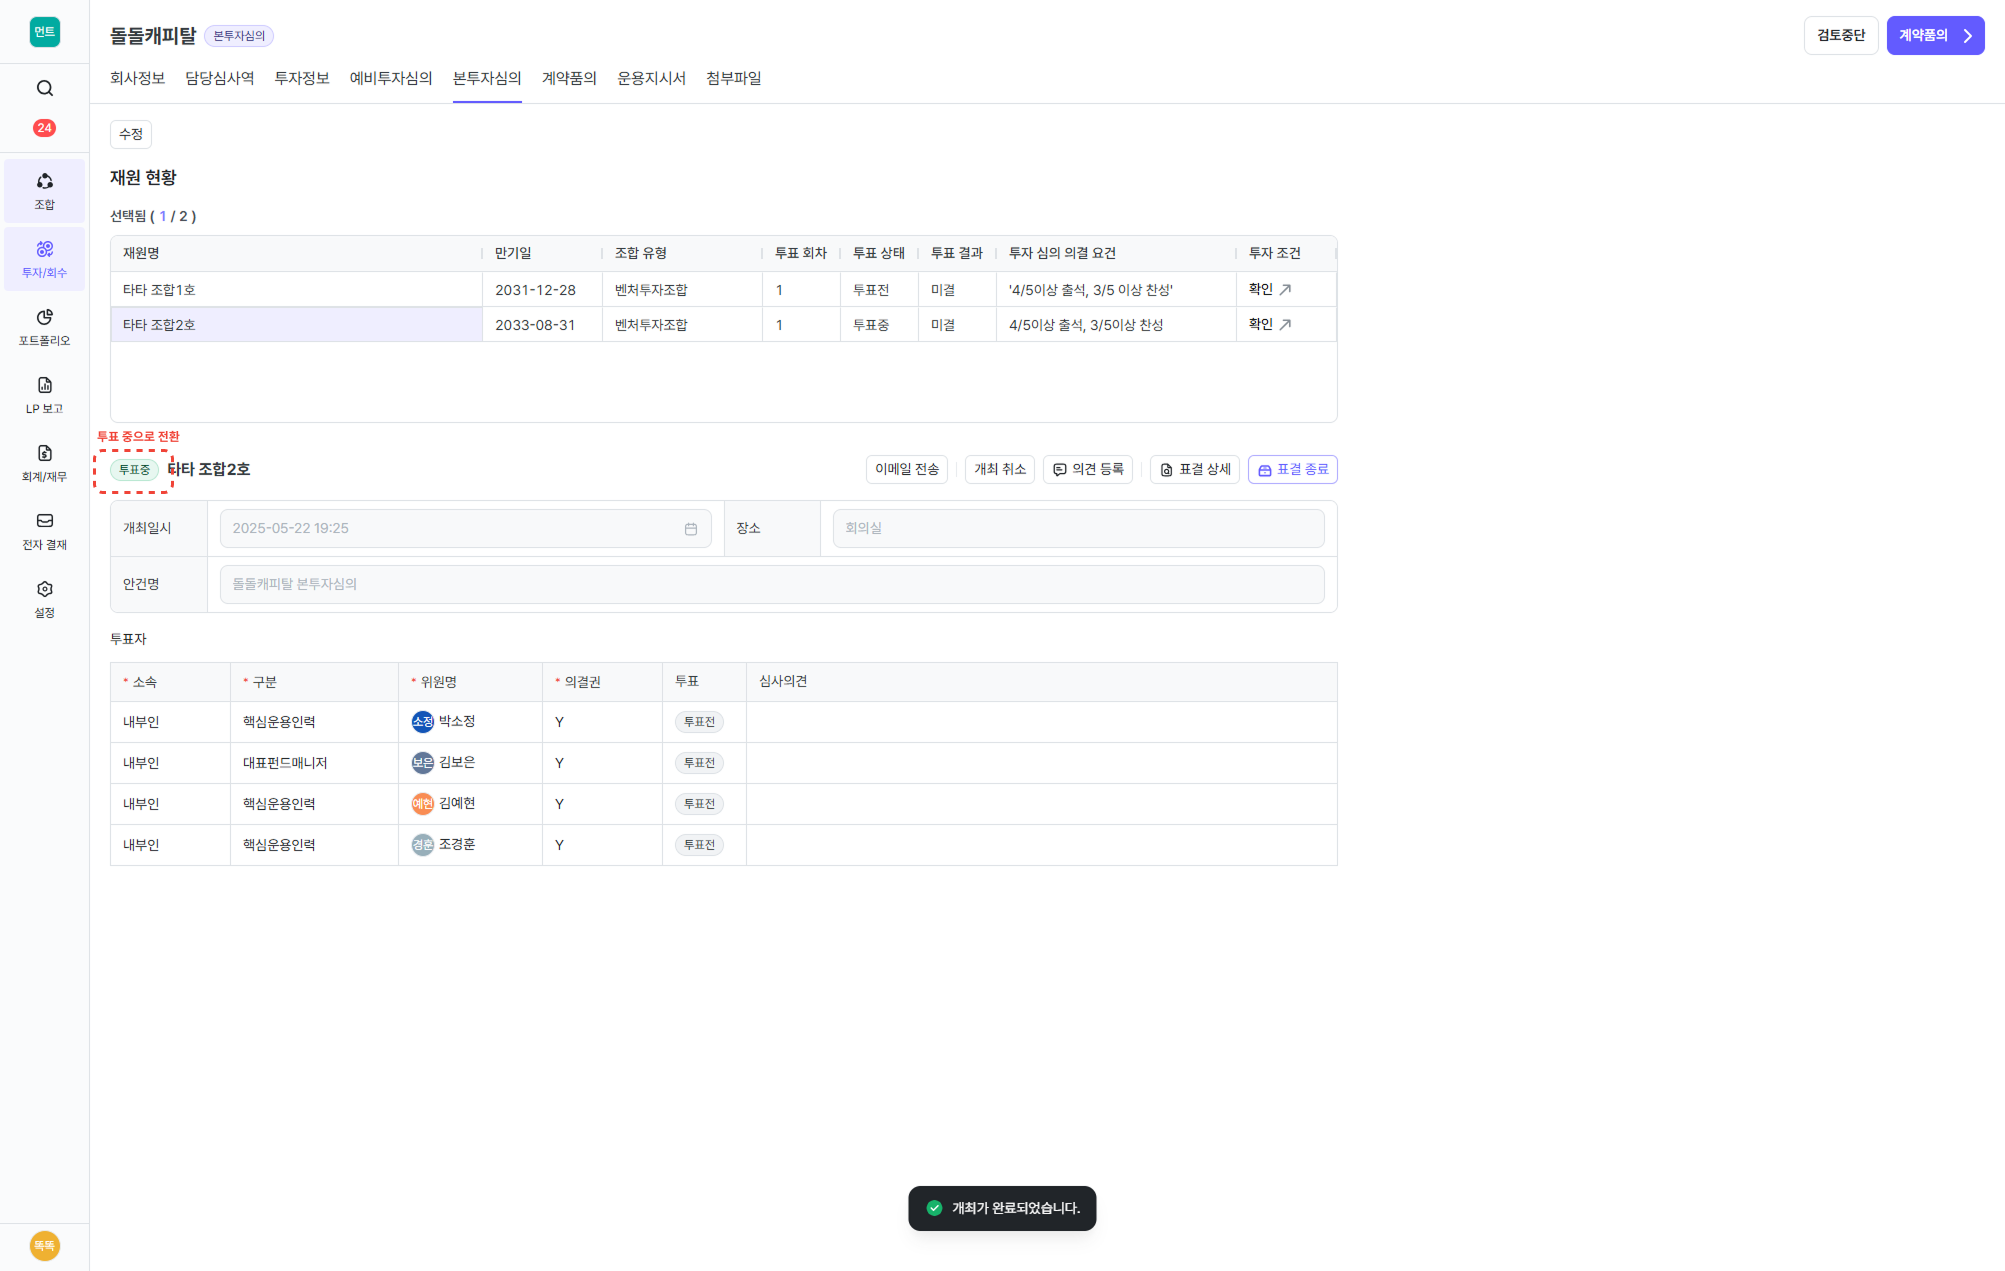 먼트
24
조합
투자/회수
포트폴리오
LP 보고
회계/재무
전자 결재
설정
똑똑
돌돌캐피탈 본투자심의
검토중단 계약품의
회사정보 담당심사역 투자정보 예비투자심의 본투자심의 계약품의 운용지시서 첨부파일
수정
재원 현황
선택됨 ( 1 / 2 )
재원명 만기일 조합 유형 투표 회차 투표 상태 투표 결과 투자 심의 의결 요건 투자 조건
타타 조합1호 2031-12-28 벤처투자조합 1 투표전 미결 '4/5이상 출석, 3/5 이상 찬성' 확인
타타 조합2호 2033-08-31 벤처투자조합 1 투표중 미결 4/5이상 출석, 3/5이상 찬성 확인
투표 중으로 전환
투표중 타타 조합2호 이메일 전송 개최 취소 의견 등록 표결 상세 표결 종료
개최일시 2025-05-22 19:25 장소 회의실
안건명 돌돌캐피탈 본투자심의
투표자
* 소속 * 구분 * 위원명 * 의결권 투표 심사의견
내부인 핵심운용인력 소정 박소정 Y 투표전
내부인 대표펀드매니저 보은 김보은 Y 투표전
내부인 핵심운용인력 예현 김예현 Y 투표전
내부인 핵심운용인력 경훈 조경훈 Y 투표전
개최가 완료되었습니다.